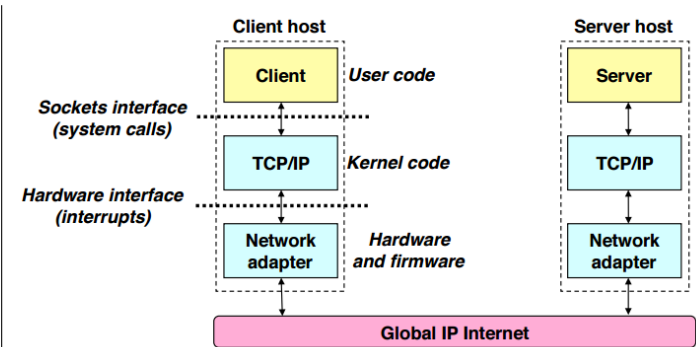 Client host
Server host
Client
User code
Server
Sockets interface
(system calls)
TCP/IP
Kernel code
TCP/IP
Hardware interface
(interrupts)
Network
adapter
Hardware
and firmware
Network
adapter
Global IP Internet